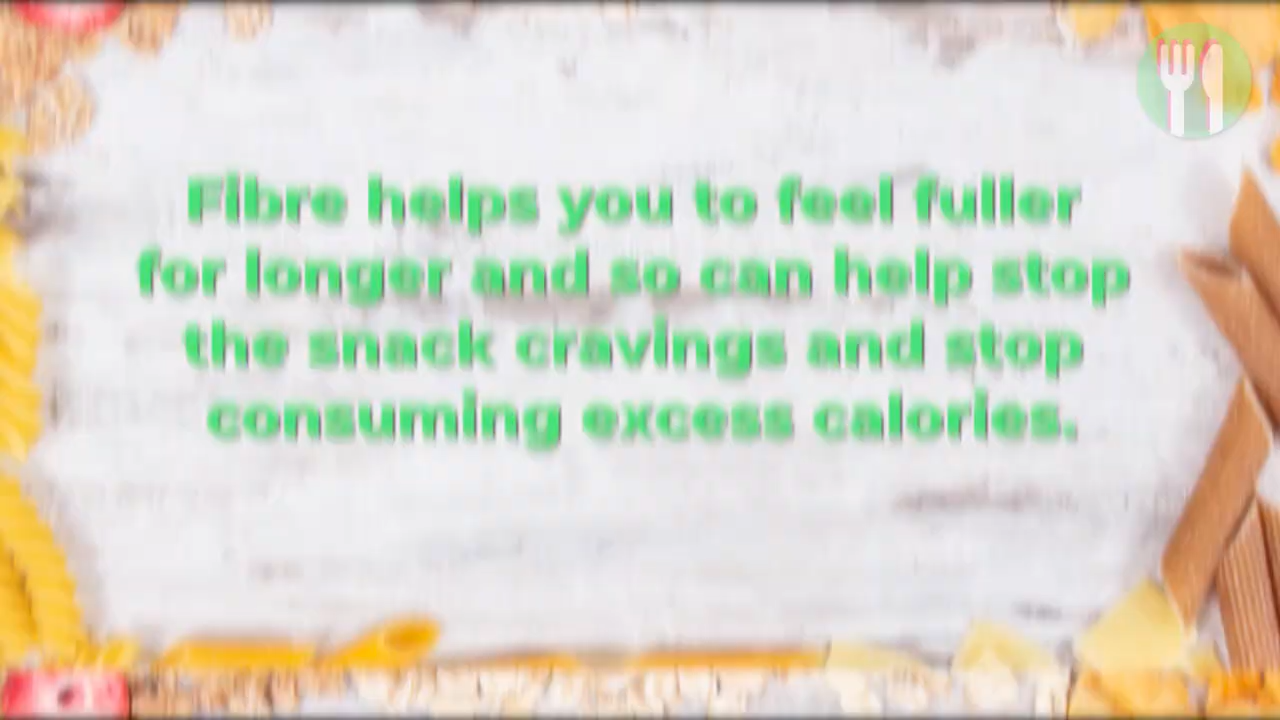 Fibre helps you to feel fuller
for longer and so can help stop
the snack cravings and stop
consuming excess calories.